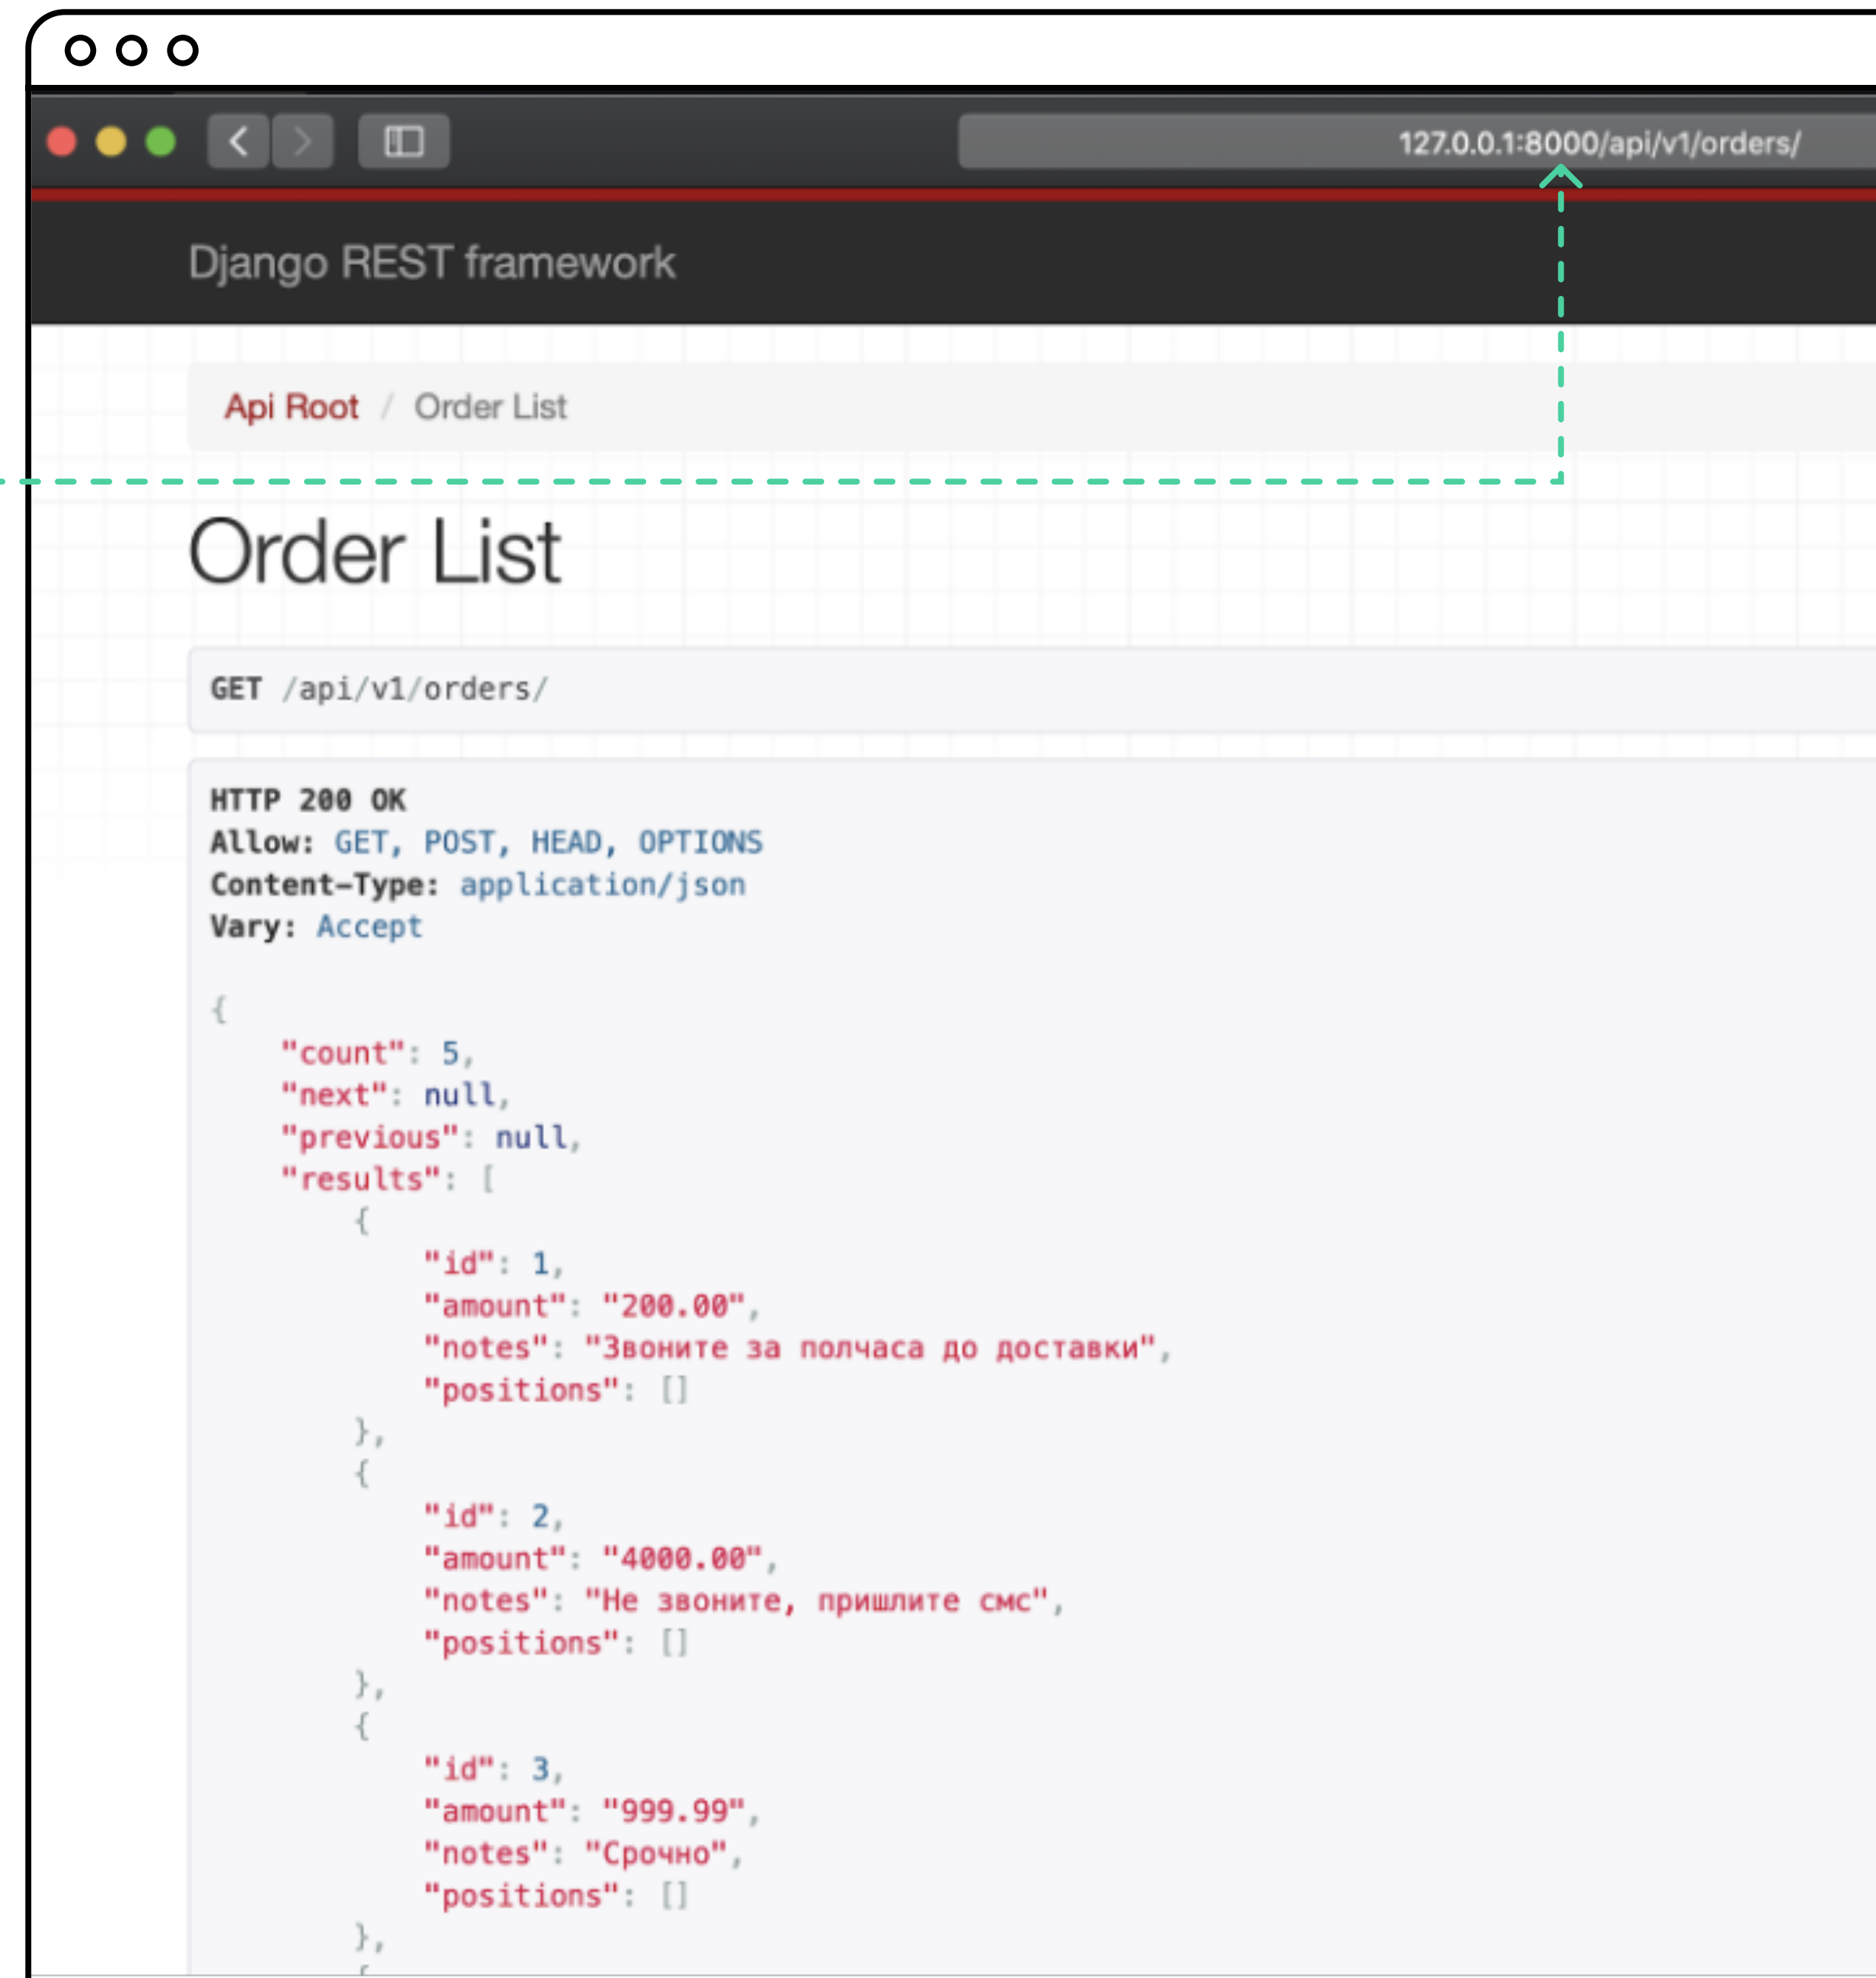 127.0.0.1:8000/api/v1/orders/
Django REST framework
Api Root / Order List
Order List
GET /api/v1/orders/
HTTP 200 OK
Allow: GET, POST, HEAD, OPTIONS
Content-Type: application/json
Vary: Accept
{
"count": 5,
"next": null,
"previous": null,
"results": [
{
"id": 1,
"amount": "200.00",
"notes": "Звоните за полчаса до доставки",
"positions": []
},
{
"id": 2,
"amount": "4000.00",
"notes": "Не звоните, пришлите смс",
"positions": []
},
{
"id": 3,
"amount": "999.99",
"notes": "Срочно",
"positions": []
},
{